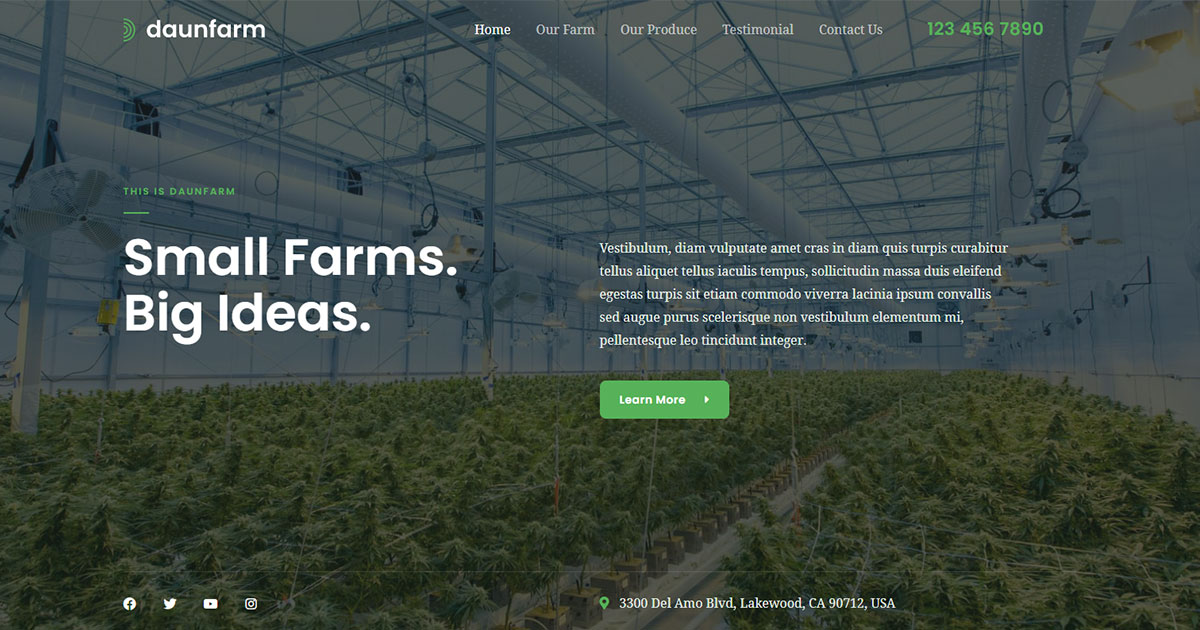 daunfarm
Home Our Farm Our Produce Testimonial Contact Us 123 456 7890
THIS IS DAUNFARM
Small Farms.
Big Ideas.
Vestibulum, diam vulputate amet cras in diam quis turpis curabitur
tellus aliquet tellus iaculis tempus, sollicitudin massa duis eleifend
egestas turpis sit etiam commodo viverra lacinia ipsum convallis
sed augue purus scelerisque non vestibulum elementum mi,
pellentesque leo tincidunt integer.
Learn More
3300 Del Amo Blvd, Lakewood, CA 90712, USA